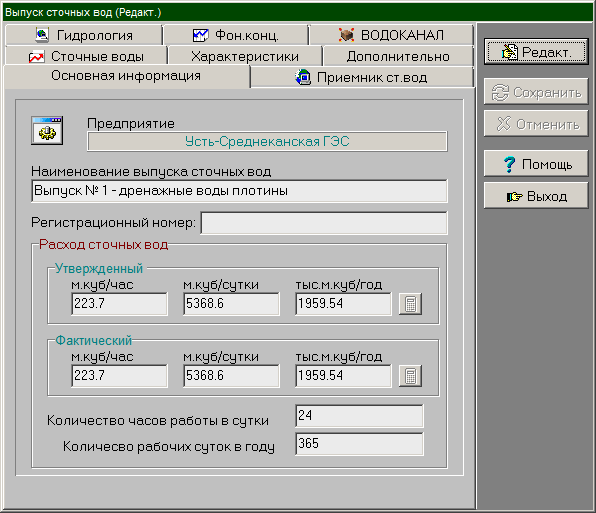 Выпуск сточных вод (Редакт.)
Гидрология
Фон.конц.
ВОДОКАНАЛ
Сточные воды
Характеристики
Дополнительно
Основная информация
Приемник ст.вод
Предприятие
Усть-Среднеканская ГЭС
Наименование выпуска сточных вод
Выпуск № 1 - дренажные воды плотины
Регистрационный номер:
Расход сточных вод
Утвержденный
м.куб/час м.куб/сутки тыс.м.куб/год
223.7 5368.6 1959.54
Фактический
м.куб/час м.куб/сутки тыс.м.куб/год
223.7 5368.6 1959.54
Количество часов работы в сутки 24
Количесво рабочих суток в году 365
Редакт.
Сохранить
Отменить
? Помощь
Выход